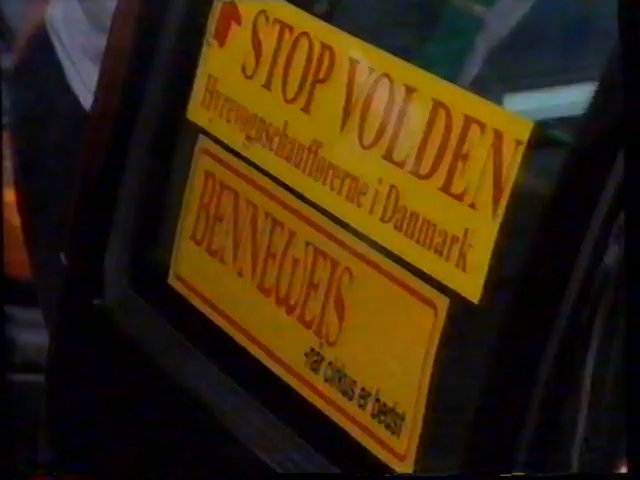 STOP VOLDEN
Hyrevognschaufførerne i Danmark
BENNEWEIS
-når cirkus er bedst